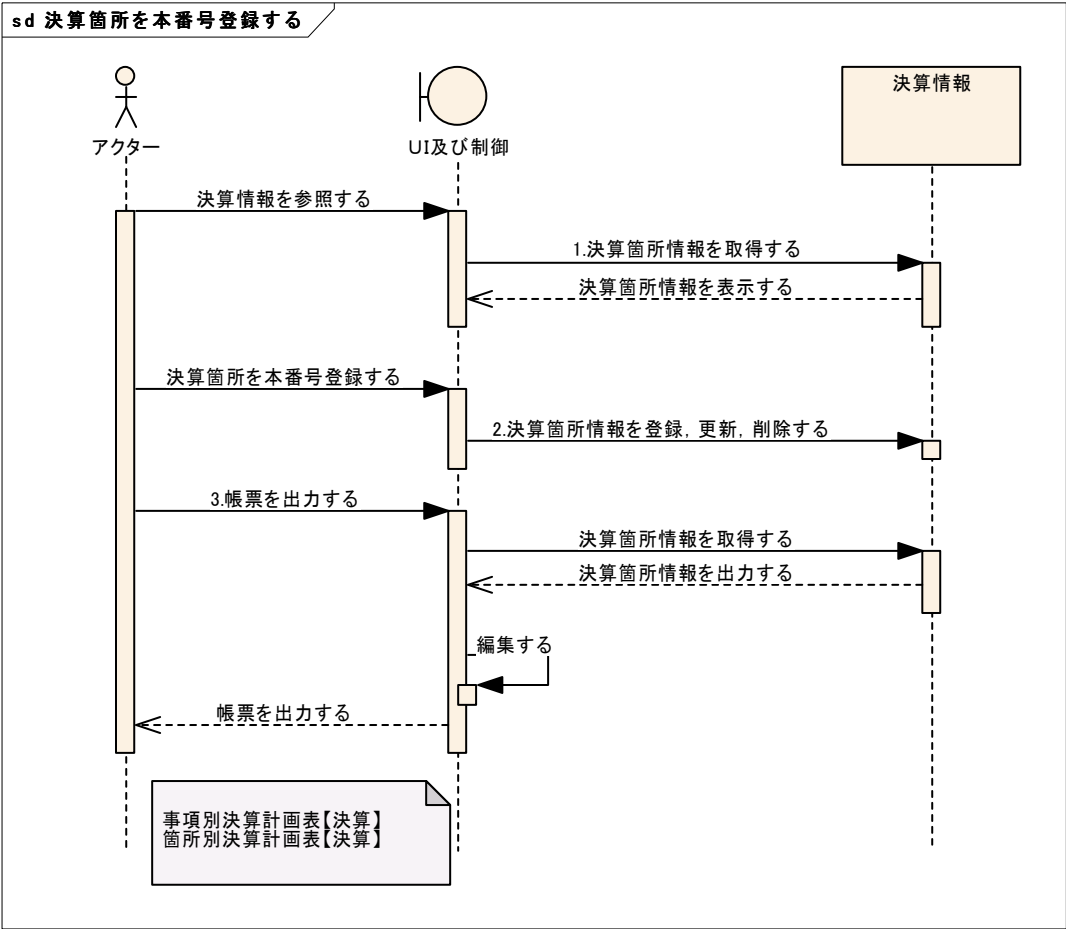 sd 決算箇所を本番号登録する
アクター
UI及び制御
決算情報
決算情報を参照する
1.決算箇所情報を取得する
決算箇所情報を表示する
決算箇所を本番号登録する
2.決算箇所情報を登録，更新，削除する
3.帳票を出力する
決算箇所情報を取得する
決算箇所情報を出力する
編集する
帳票を出力する
事項別決算計画表【決算】
箇所別決算計画表【決算】